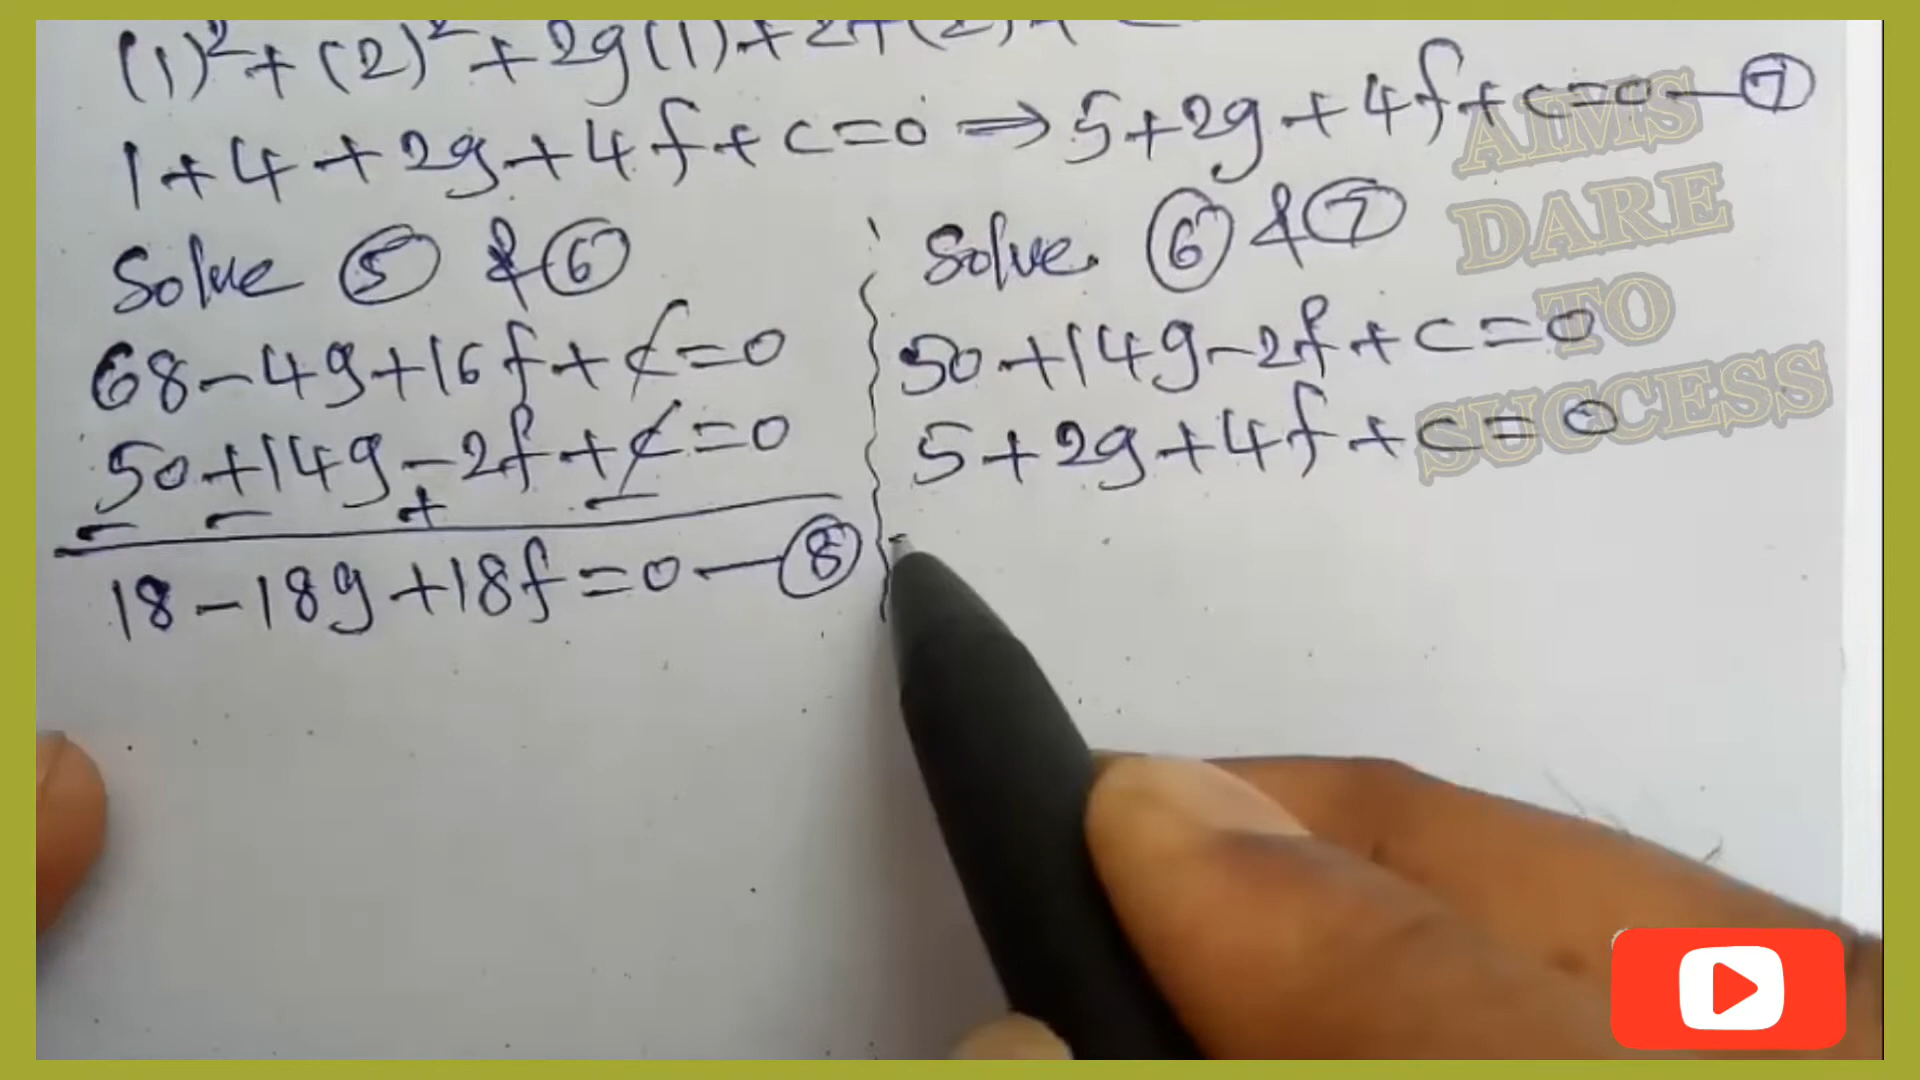 (1)²+(2)²+2g(1)+2f(2)+c
1+4+2g+4f+c=0 ⇒ 5+2g+4f+c=0 — ⑦
Solve ⑤ & ⑥
68-4g+16f+c=0
50+14g-2f+c=0
- - + -
18-18g+18f=0 — ⑧
Solve ⑥ & ⑦
50+14g-2f+c=0
5+2g+4f+c=0
AIMS
DARE
TO
SUCCESS